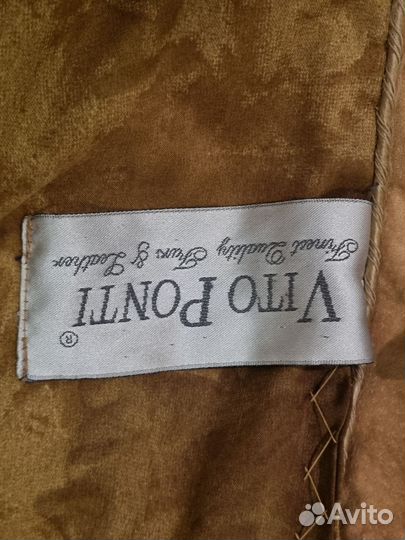 VITO PONTI®
Finest Quality Furs & Leather
Avito